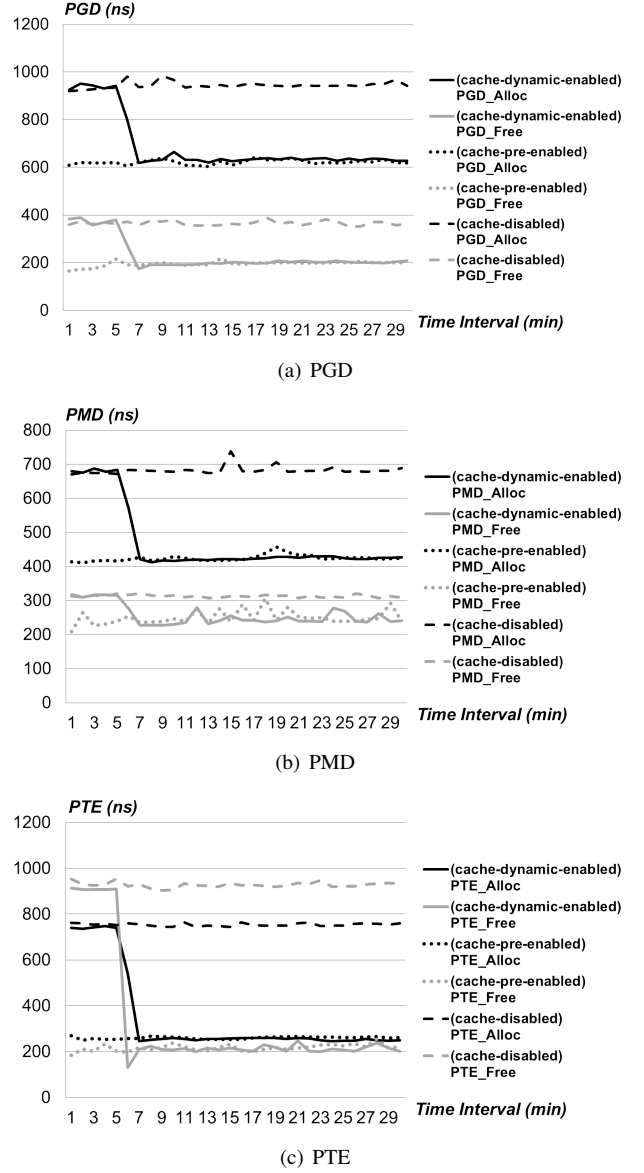 PGD (ns)
1200
1000
800
600
400
200
0
1 3 5 7 9 11 13 15 17 19 21 23 25 27 29
Time Interval (min)
(cache-dynamic-enabled)
PGD_Alloc
(cache-dynamic-enabled)
PGD_Free
(cache-pre-enabled)
PGD_Alloc
(cache-pre-enabled)
PGD_Free
(cache-disabled)
PGD_Alloc
(cache-disabled)
PGD_Free
(a) PGD
PMD (ns)
800
700
600
500
400
300
200
100
0
1 3 5 7 9 11 13 15 17 19 21 23 25 27 29
Time Interval (min)
(cache-dynamic-enabled)
PMD_Alloc
(cache-dynamic-enabled)
PMD_Free
(cache-pre-enabled)
PMD_Alloc
(cache-pre-enabled)
PMD_Free
(cache-disabled)
PMD_Alloc
(cache-disabled)
PMD_Free
(b) PMD
PTE (ns)
1200
1000
800
600
400
200
0
1 3 5 7 9 11 13 15 17 19 21 23 25 27 29
Time Interval (min)
(cache-dynamic-enabled)
PTE_Alloc
(cache-dynamic-enabled)
PTE_Free
(cache-pre-enabled)
PTE_Alloc
(cache-pre-enabled)
PTE_Free
(cache-disabled)
PTE_Alloc
(cache-disabled)
PTE_Free
(c) PTE